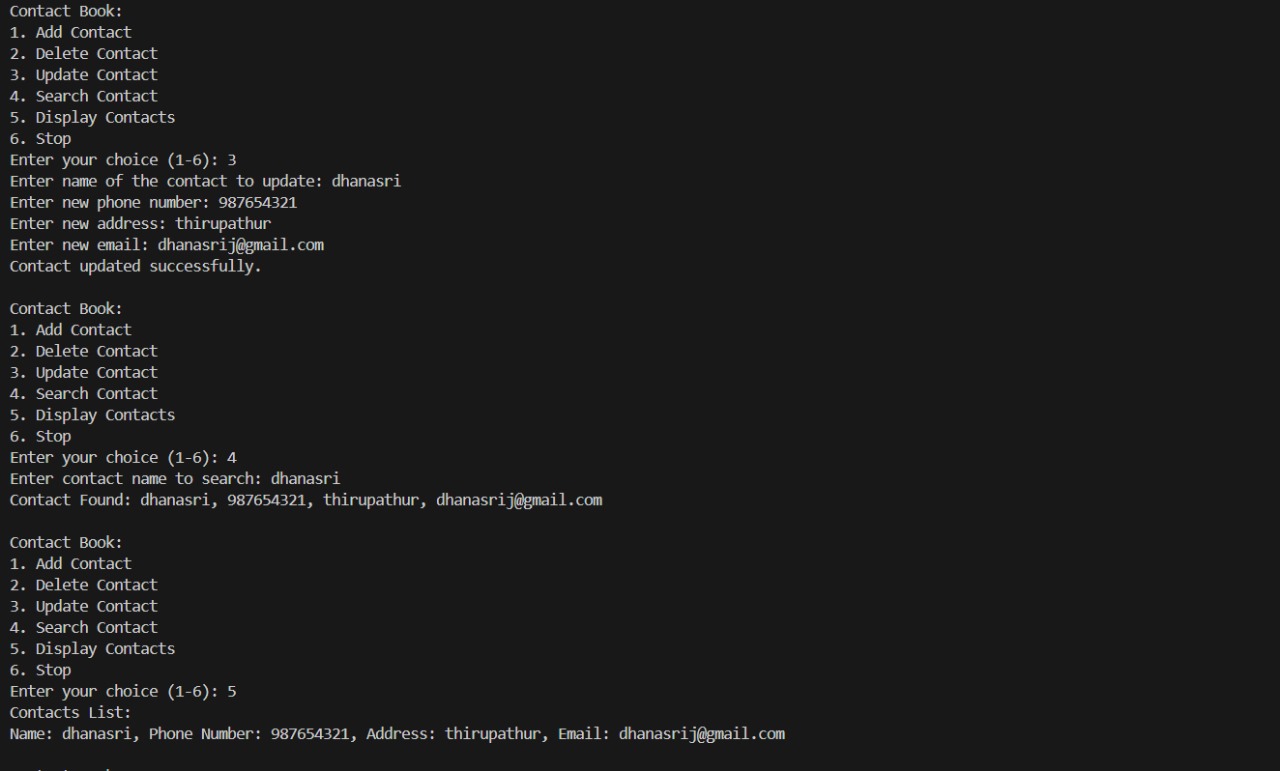 Contact Book:
1. Add Contact
2. Delete Contact
3. Update Contact
4. Search Contact
5. Display Contacts
6. Stop
Enter your choice (1-6): 3
Enter name of the contact to update: dhanasri
Enter new phone number: 987654321
Enter new address: thirupathur
Enter new email: dhanasrij@gmail.com
Contact updated successfully.
Contact Book:
1. Add Contact
2. Delete Contact
3. Update Contact
4. Search Contact
5. Display Contacts
6. Stop
Enter your choice (1-6): 4
Enter contact name to search: dhanasri
Contact Found: dhanasri, 987654321, thirupathur, dhanasrij@gmail.com
Contact Book:
1. Add Contact
2. Delete Contact
3. Update Contact
4. Search Contact
5. Display Contacts
6. Stop
Enter your choice (1-6): 5
Contacts List:
Name: dhanasri, Phone Number: 987654321, Address: thirupathur, Email: dhanasrij@gmail.com